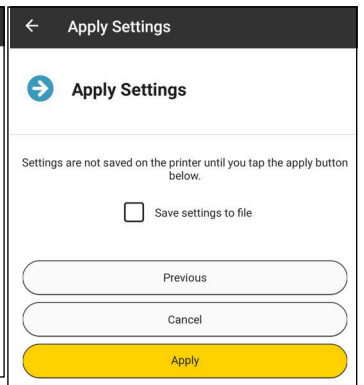 Apply Settings
Apply Settings
Settings are not saved on the printer until you tap the apply button
below.
Save settings to file
Previous
Cancel
Apply